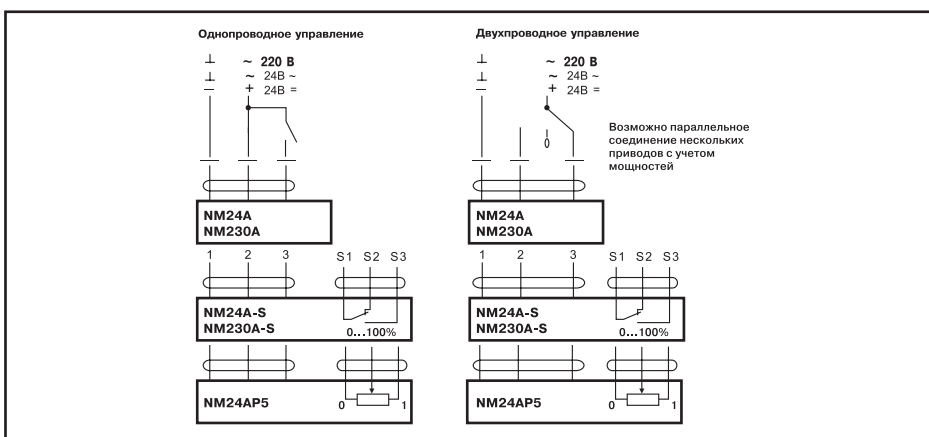 Однопроводное управление
⊥ ~ 220 В
⊥ ~ 24В ~
– + 24В =
NM24A
NM230A
1 2 3 S1 S2 S3
NM24A-S
NM230A-S
0...100%
NM24AP5
0 1
Двухпроводное управление
⊥ ~ 220 В
⊥ ~ 24В ~
– + 24В =
0
Возможно параллельное
соединение нескольких
приводов с учетом
мощностей
NM24A
NM230A
1 2 3 S1 S2 S3
NM24A-S
NM230A-S
0...100%
NM24AP5
0 1